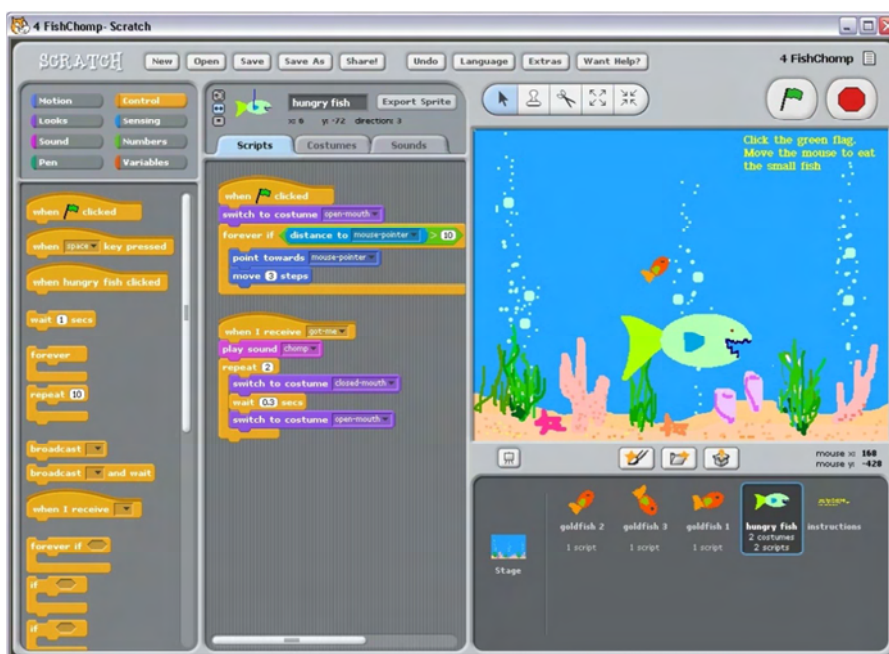 4 FishChomp- Scratch
SCRATCH New Open Save Save As Share! Undo Language Extras Want Help? 4 FishChomp
Motion Control
Looks Sensing
Sound Numbers
Pen Variables
when clicked
when space key pressed
when hungry fish clicked
wait 1 secs
forever
repeat 10
broadcast
broadcast and wait
when I receive
forever if
if
if
hungry fish Export Sprite
x: 6 y: -72 direction: 3
Scripts Costumes Sounds
when clicked
switch to costume open-mouth
forever if distance to mouse-pointer > 10
point towards mouse-pointer
move 3 steps
when I receive got-me
play sound chomp
repeat 2
switch to costume closed-mouth
wait 0.3 secs
switch to costume open-mouth
Click the green flag.
Move the mouse to eat
the small fish
mouse x: 160
mouse y: -420
Stage
goldfish 2
1 script
goldfish 3
1 script
goldfish 1
1 script
hungry fish
2 costumes
2 scripts
instructions